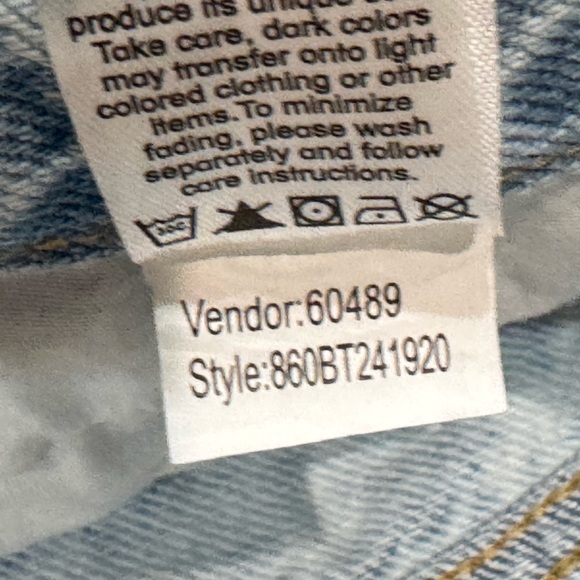 produce its unique
Take care, dark colors
may transfer onto light
colored clothing or other
items. To minimize
fading, please wash
separately and follow
care instructions.
Vendor:60489
Style:860BT241920